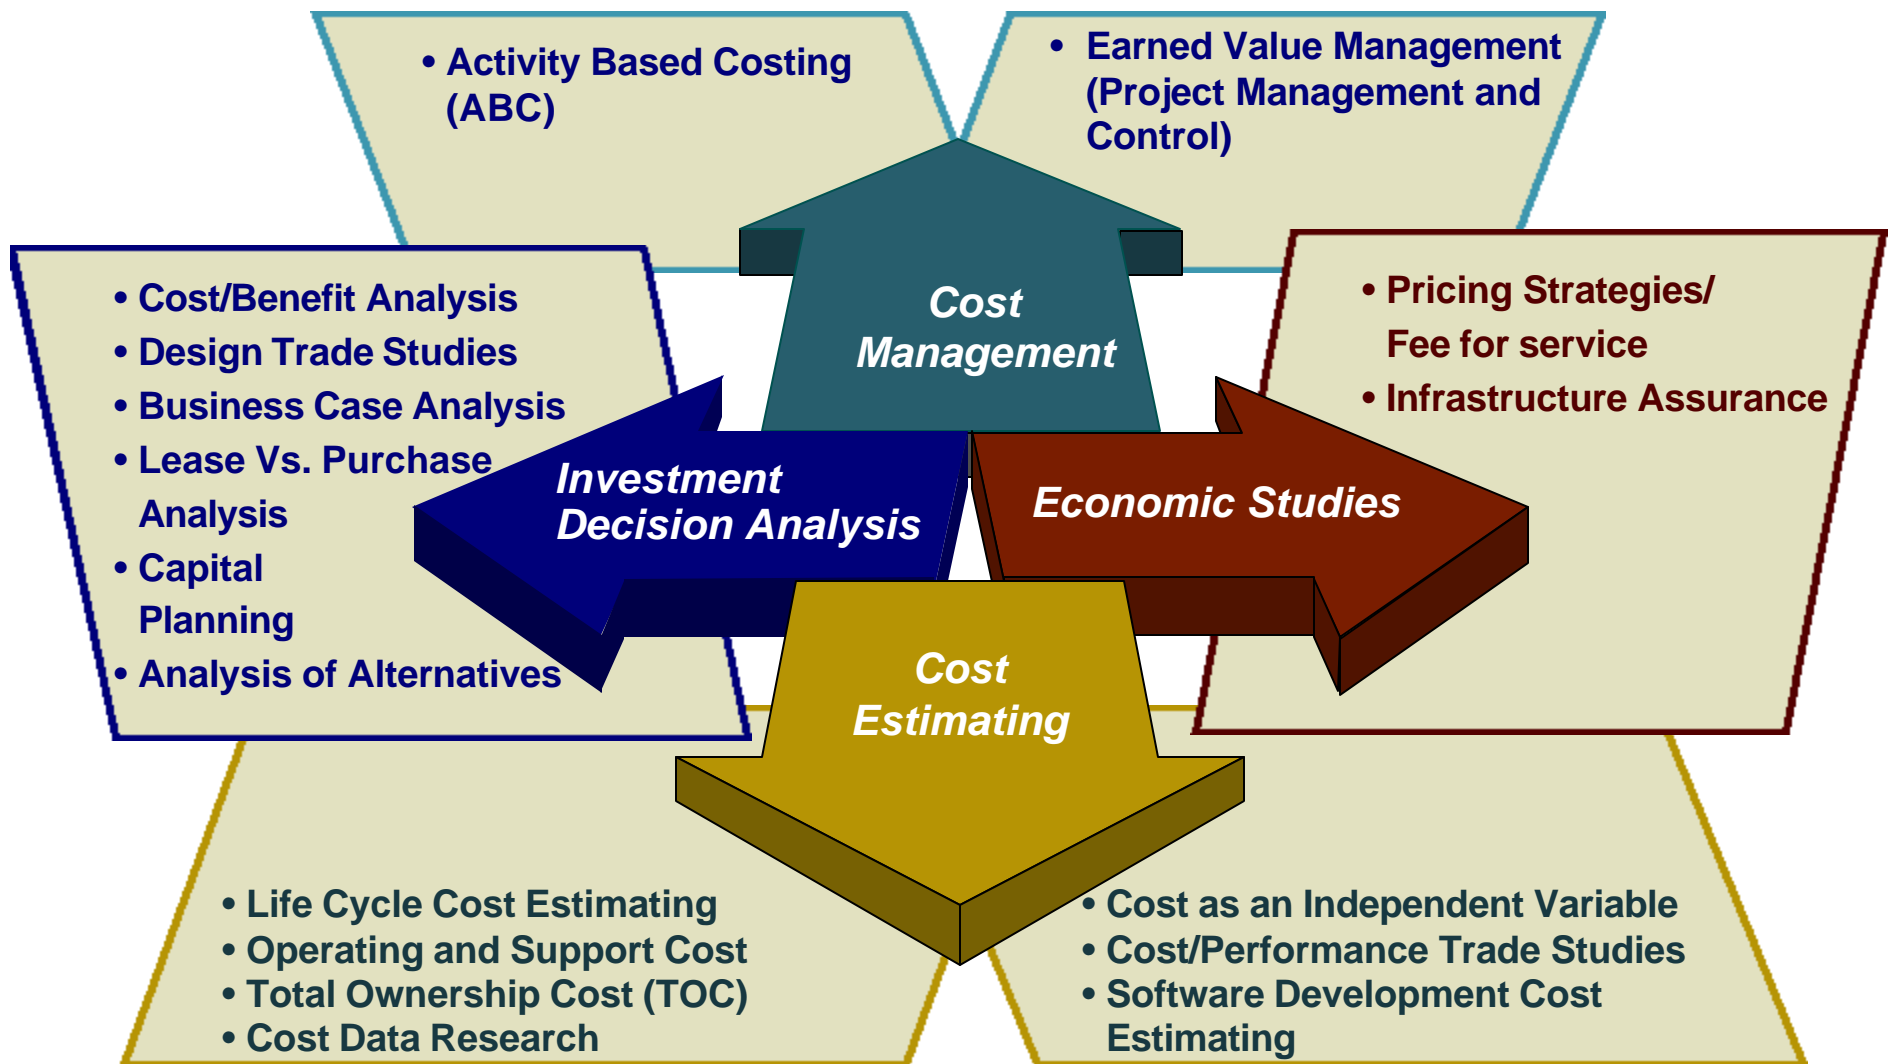 • Activity Based Costing
(ABC)
• Earned Value Management
(Project Management and
Control)
• Cost/Benefit Analysis
• Design Trade Studies
• Business Case Analysis
• Lease Vs. Purchase
Analysis
• Capital
Planning
• Analysis of Alternatives
Cost
Management
• Pricing Strategies/
Fee for service
• Infrastructure Assurance
Investment
Decision Analysis
Economic Studies
Cost
Estimating
• Life Cycle Cost Estimating
• Operating and Support Cost
• Total Ownership Cost (TOC)
• Cost Data Research
• Cost as an Independent Variable
• Cost/Performance Trade Studies
• Software Development Cost
Estimating